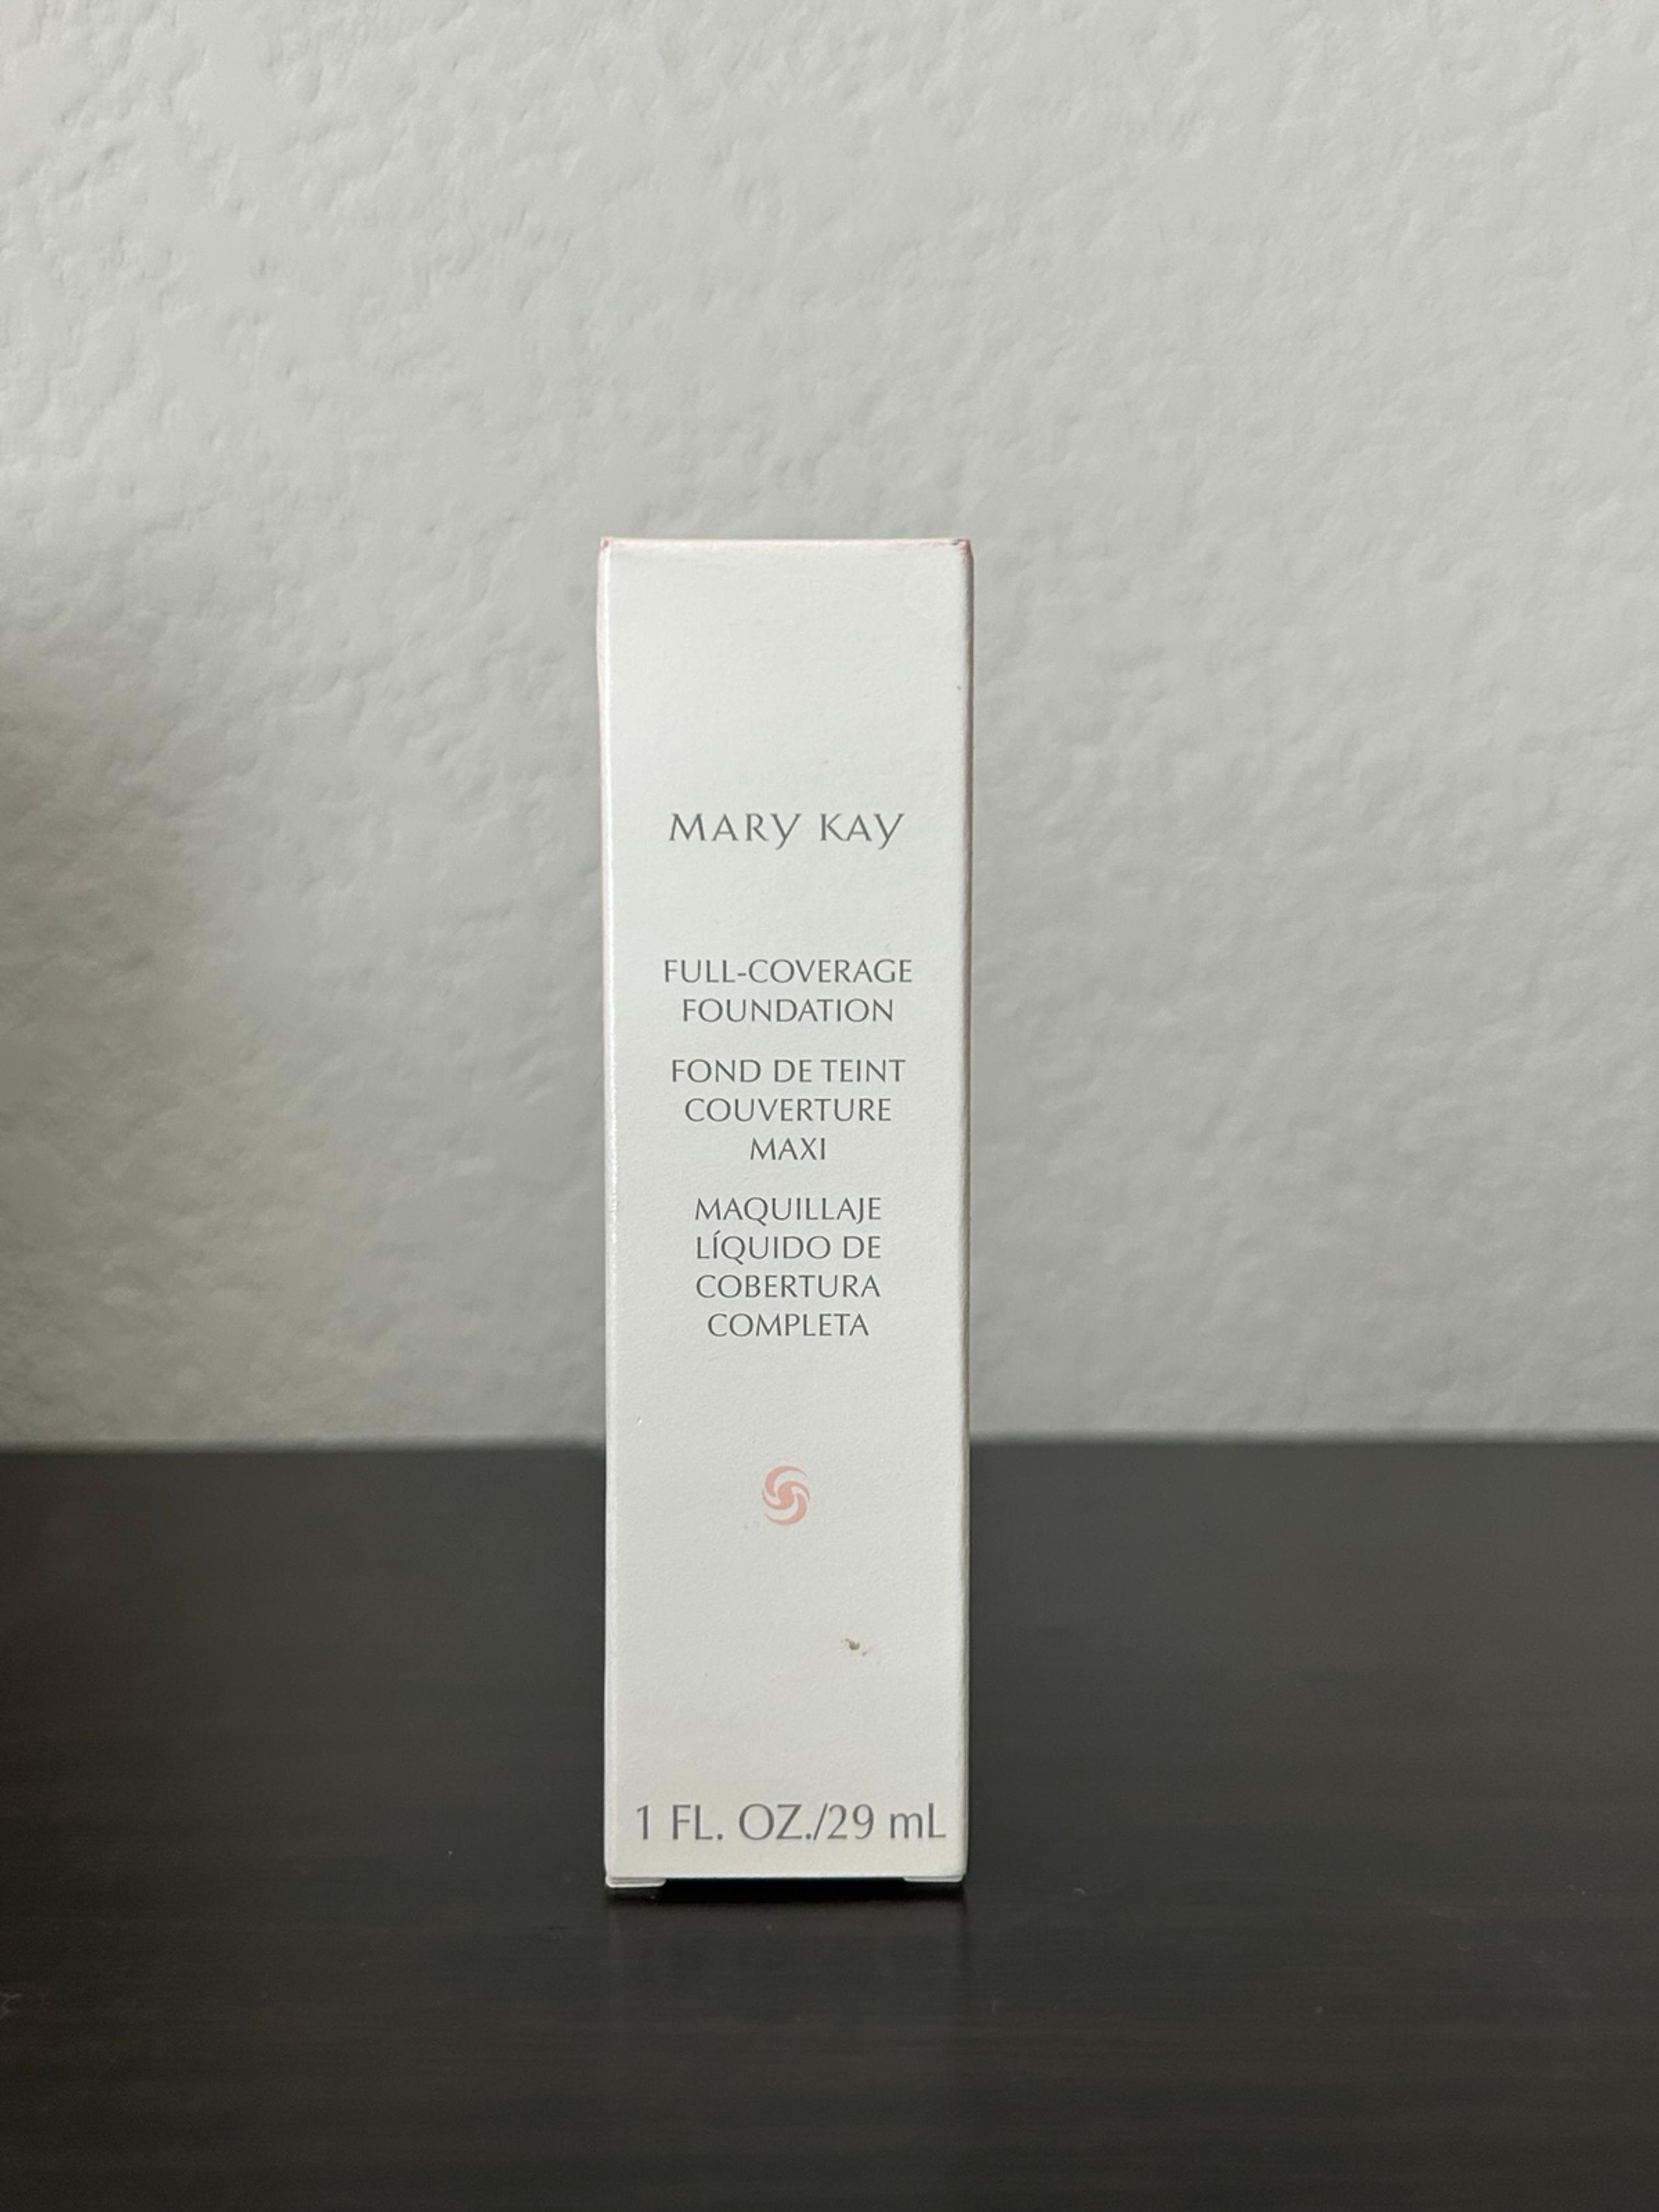 MARY KAY
FULL-COVERAGE
FOUNDATION
FOND DE TEINT
COUVERTURE
MAXI
MAQUILLAJE
LÍQUIDO DE
COBERTURA
COMPLETA
1 FL. OZ./29 mL